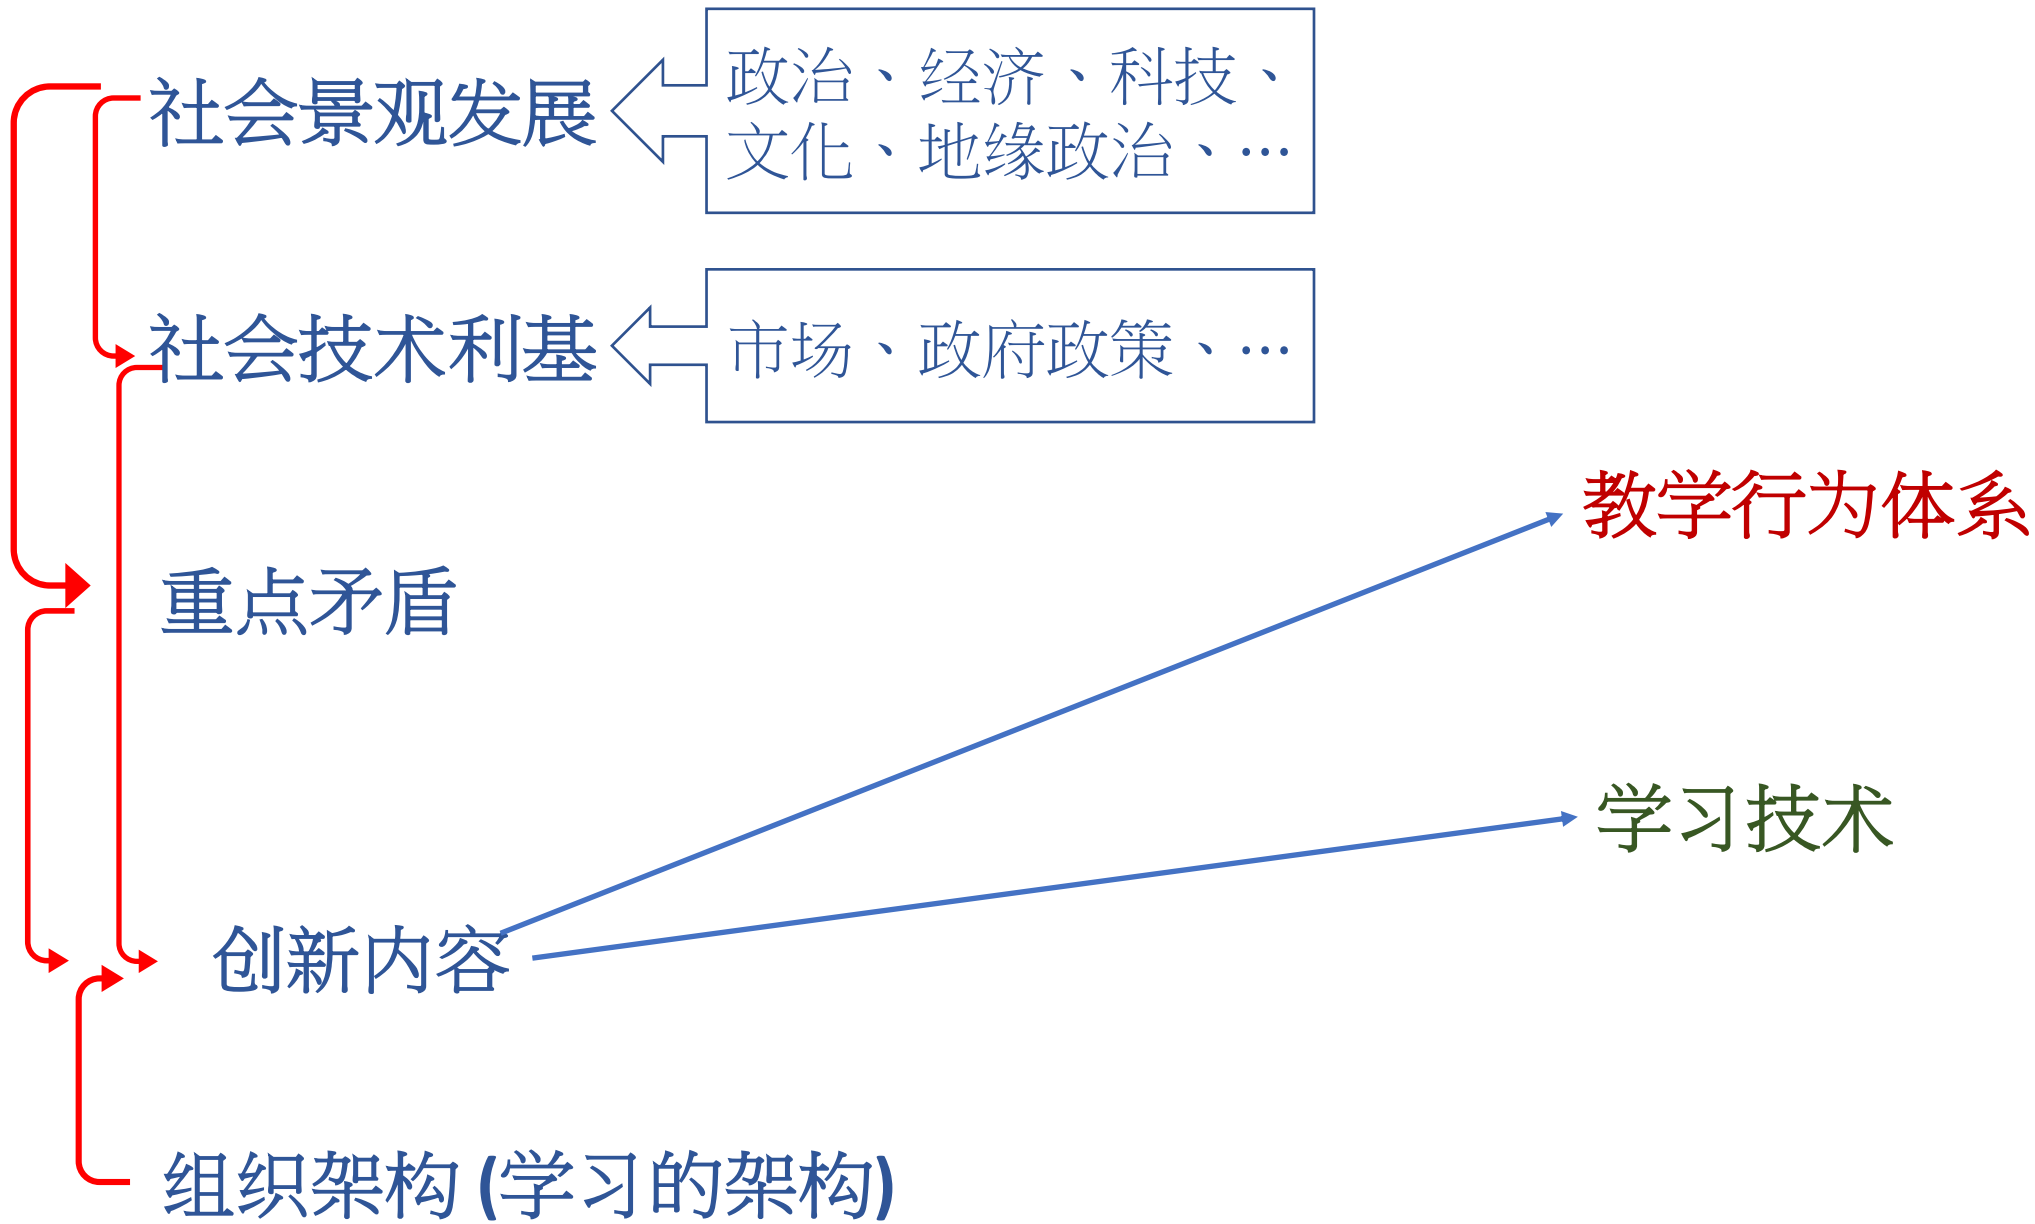 社会景观发展
政治、经济、科技、
文化、地缘政治、…
社会技术利基
市场、政府政策、…
教学行为体系
重点矛盾
学习技术
创新内容
组织架构 (学习的架构)